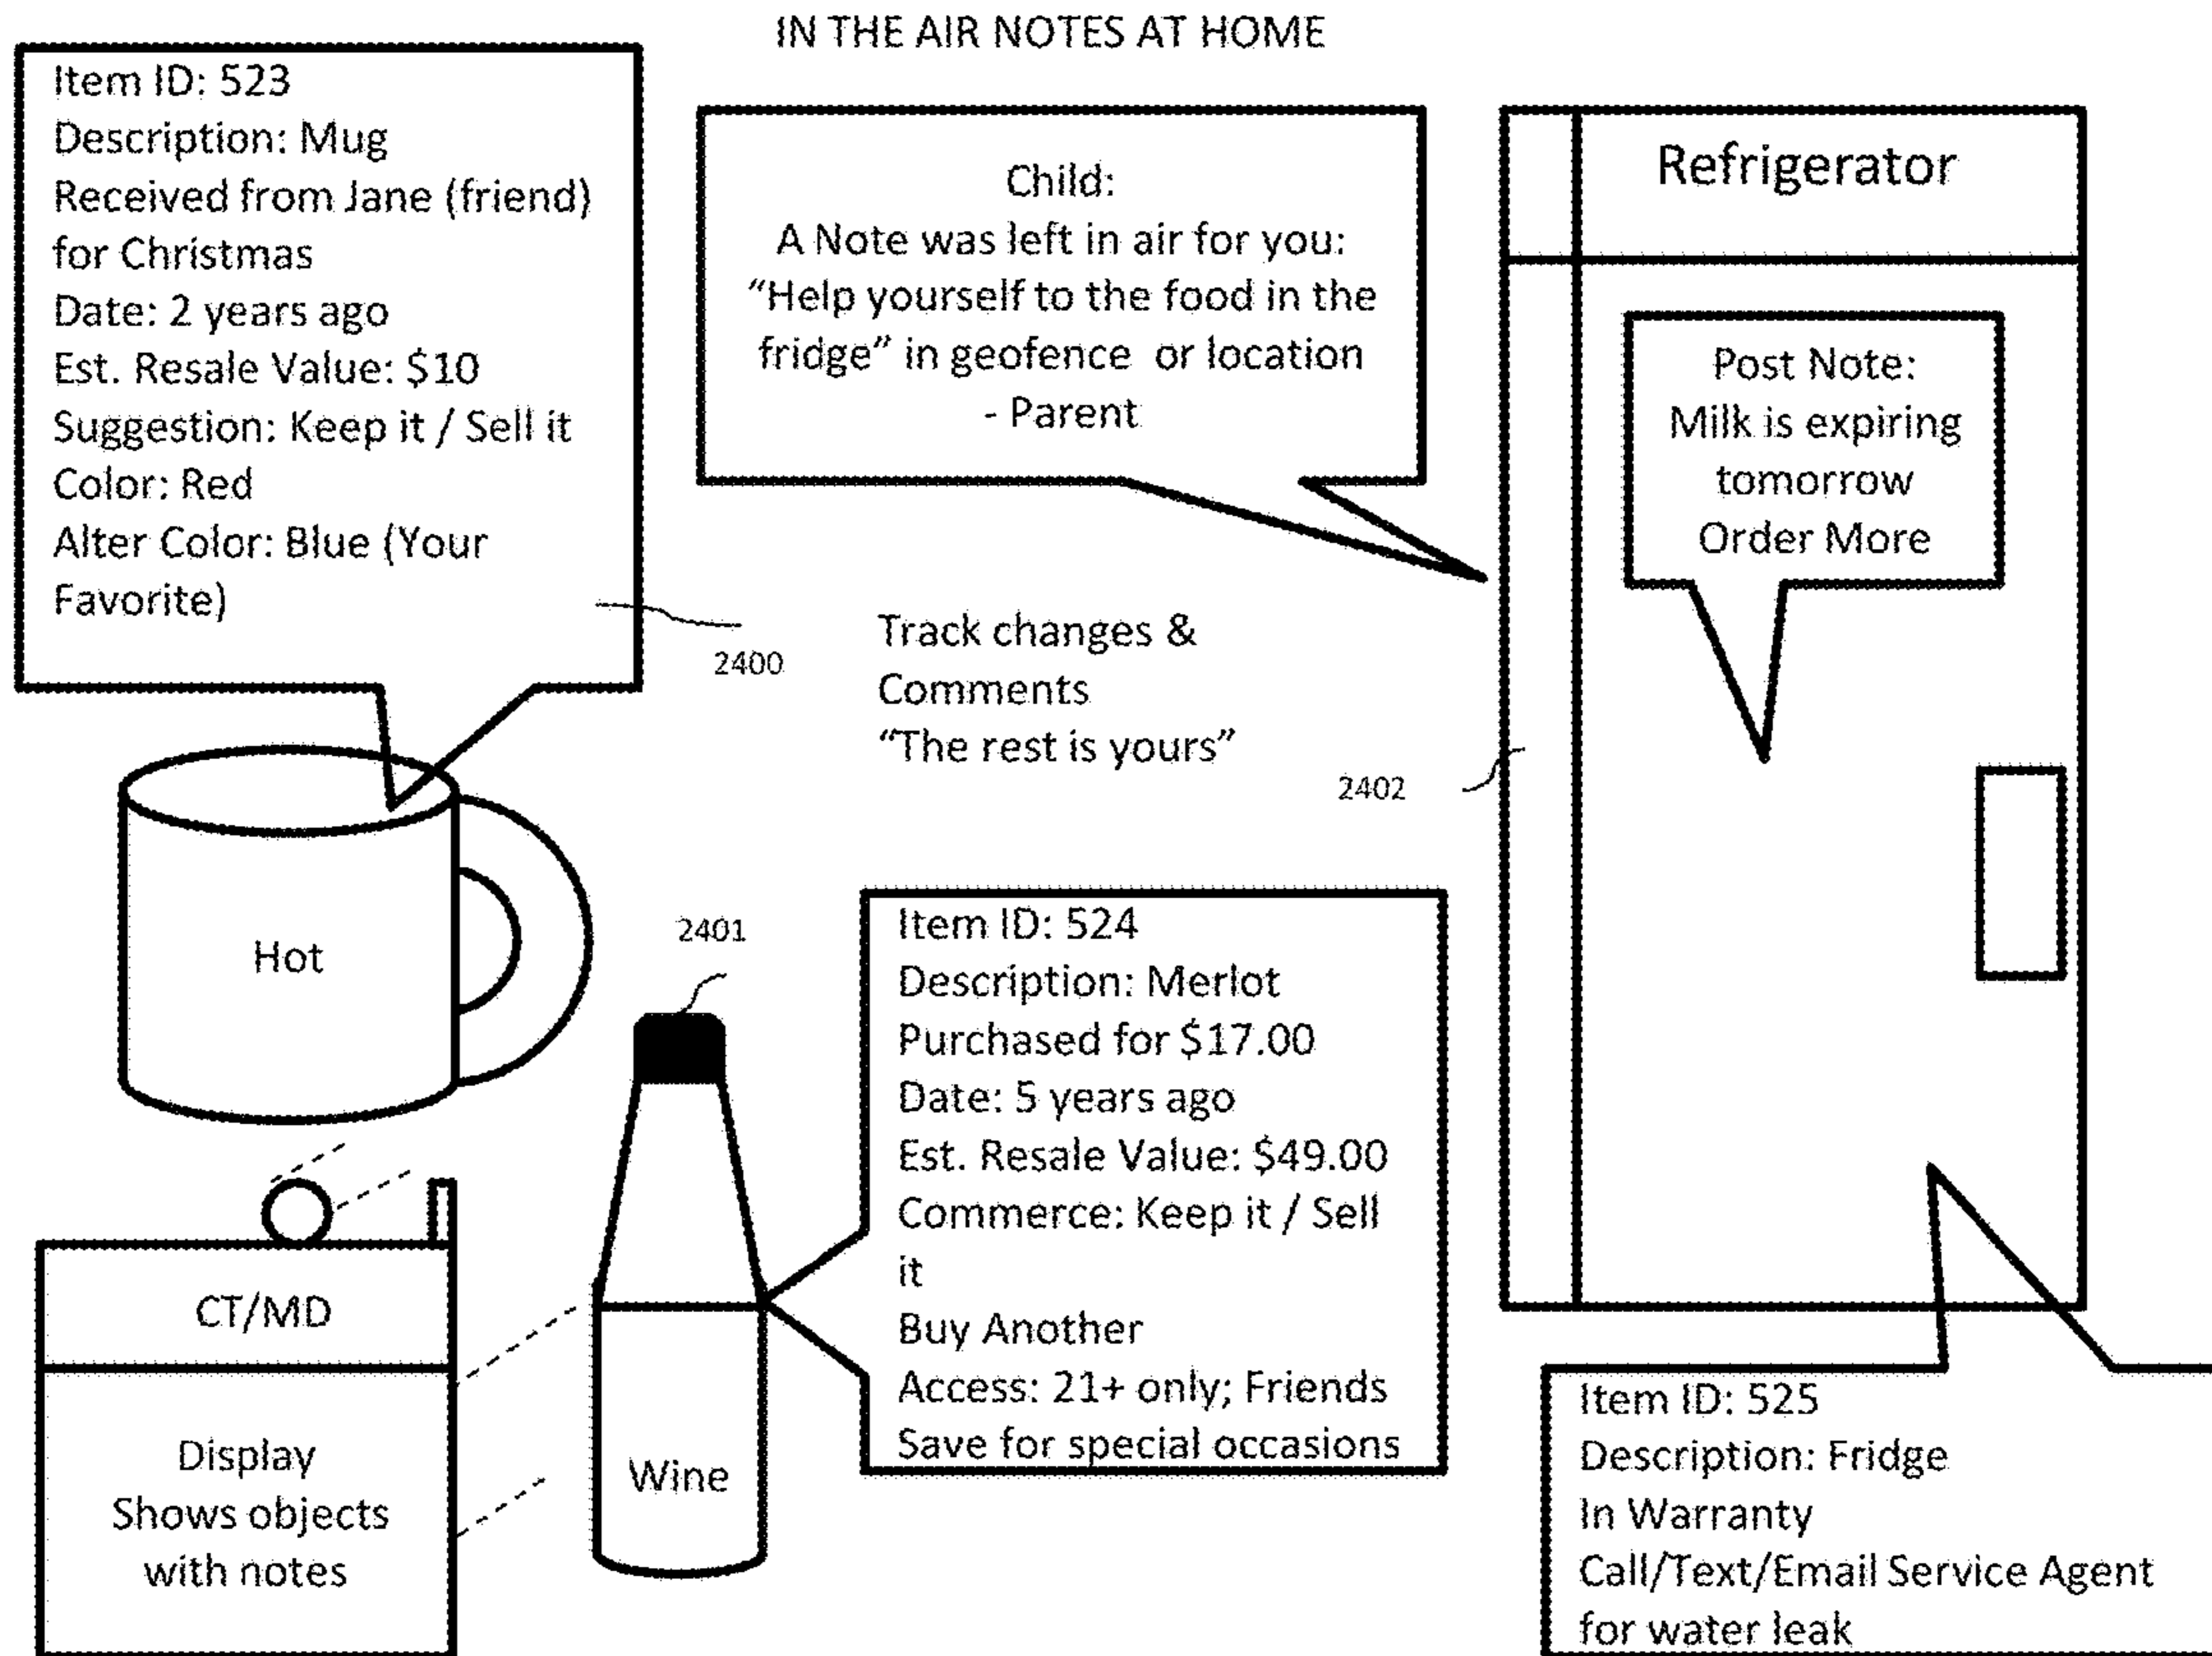 IN THE AIR NOTES AT HOME
Item ID: 523
Description: Mug
Received from Jane (friend)
for Christmas
Date: 2 years ago
Est. Resale Value: $10
Suggestion: Keep it / Sell it
Color: Red
Alter Color: Blue (Your
Favorite)
2400
Child:
A Note was left in air for you:
“Help yourself to the food in the
fridge” in geofence or location
- Parent
Refrigerator
Post Note:
Milk is expiring
tomorrow
Order More
Track changes &
Comments
“The rest is yours”
2402
Hot
2401
Item ID: 524
Description: Merlot
Purchased for $17.00
Date: 5 years ago
Est. Resale Value: $49.00
Commerce: Keep it / Sell
it
Buy Another
Access: 21+ only; Friends
Save for special occasions
CT/MD
Display
Shows objects
with notes
Wine
Item ID: 525
Description: Fridge
In Warranty
Call/Text/Email Service Agent
for water leak